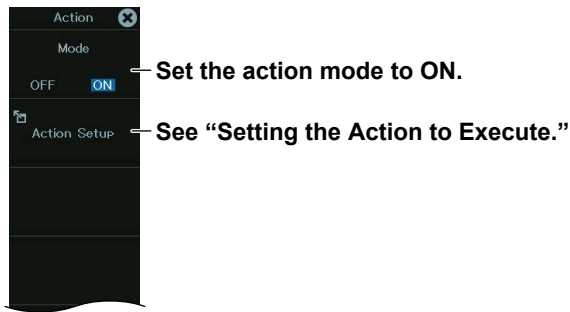 Action
Mode
OFF ON
Set the action mode to ON.
Action Setup
See “Setting the Action to Execute.”